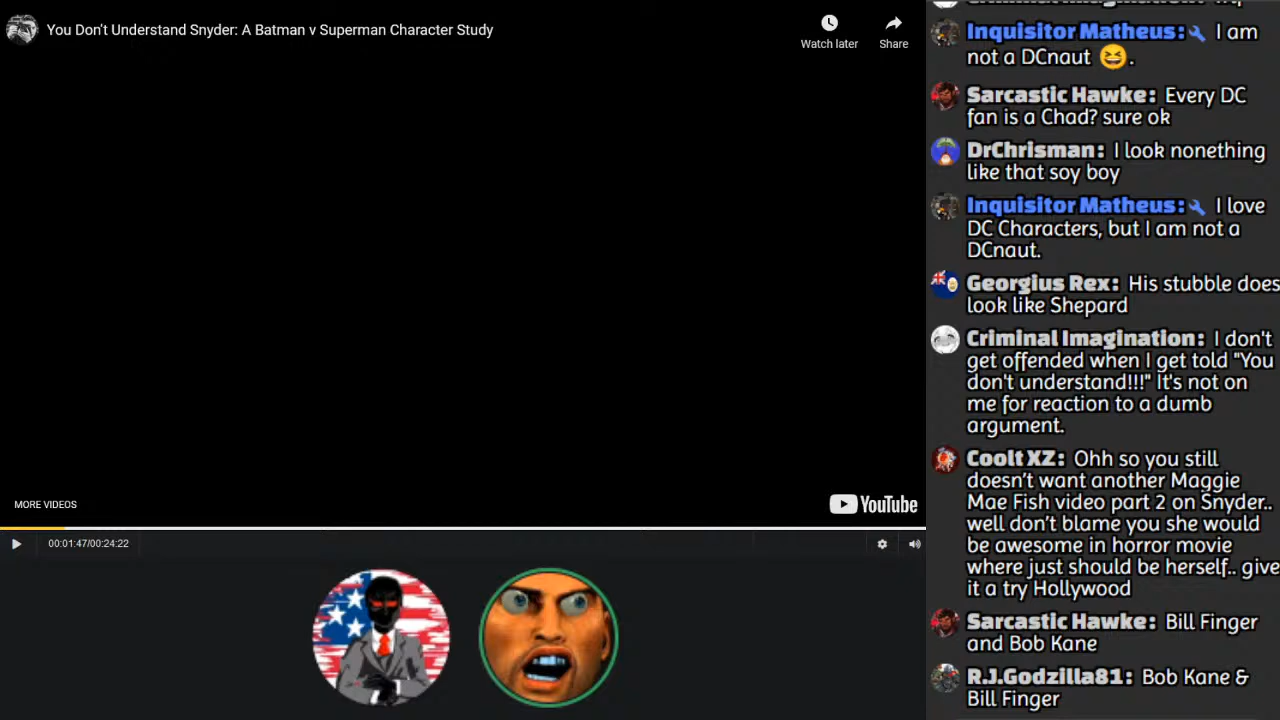 You Don't Understand Snyder: A Batman v Superman Character Study
Watch later
Share
MORE VIDEOS
YouTube
00:01:47/00:24:22
Inquisitor Matheus: I am
not a DCnaut 😆.
Sarcastic Hawke: Every DC
fan is a Chad? sure ok
DrChrisman: I look nonething
like that soy boy
Inquisitor Matheus: I love
DC Characters, but I am not a
DCnaut.
Georgius Rex: His stubble does
look like Shepard
Criminal Imagination: I don't
get offended when I get told "You
don't understand!!!" It's not on
me for reaction to a dumb
argument.
Coolt XZ: Ohh so you still
doesn't want another Maggie
Mae Fish video part 2 on Snyder..
well don't blame you she would
be awesome in horror movie
where just should be herself.. give
it a try Hollywood
Sarcastic Hawke: Bill Finger
and Bob Kane
R.J.Godzilla81: Bob Kane &
Bill Finger